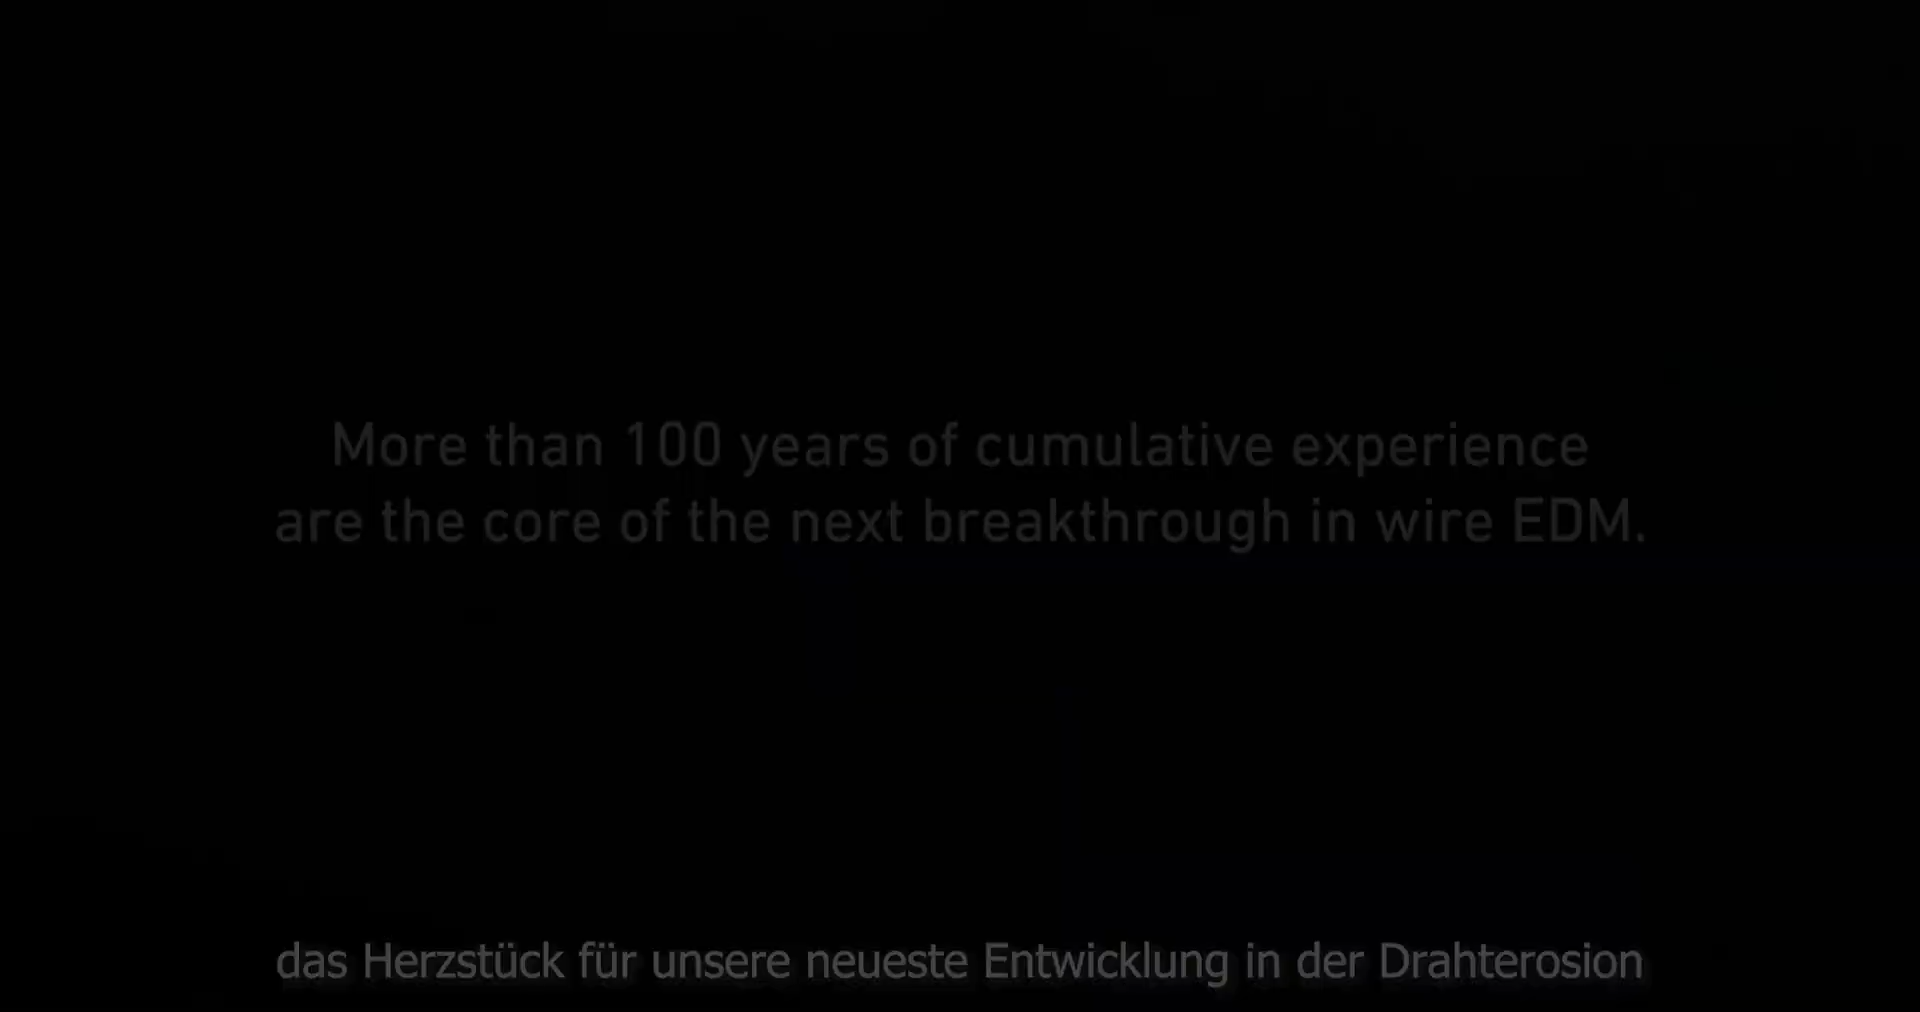 More than 100 years of cumulative experience
are the core of the next breakthrough in wire EDM.
das Herzstück für unsere neueste Entwicklung in der Drahterosion